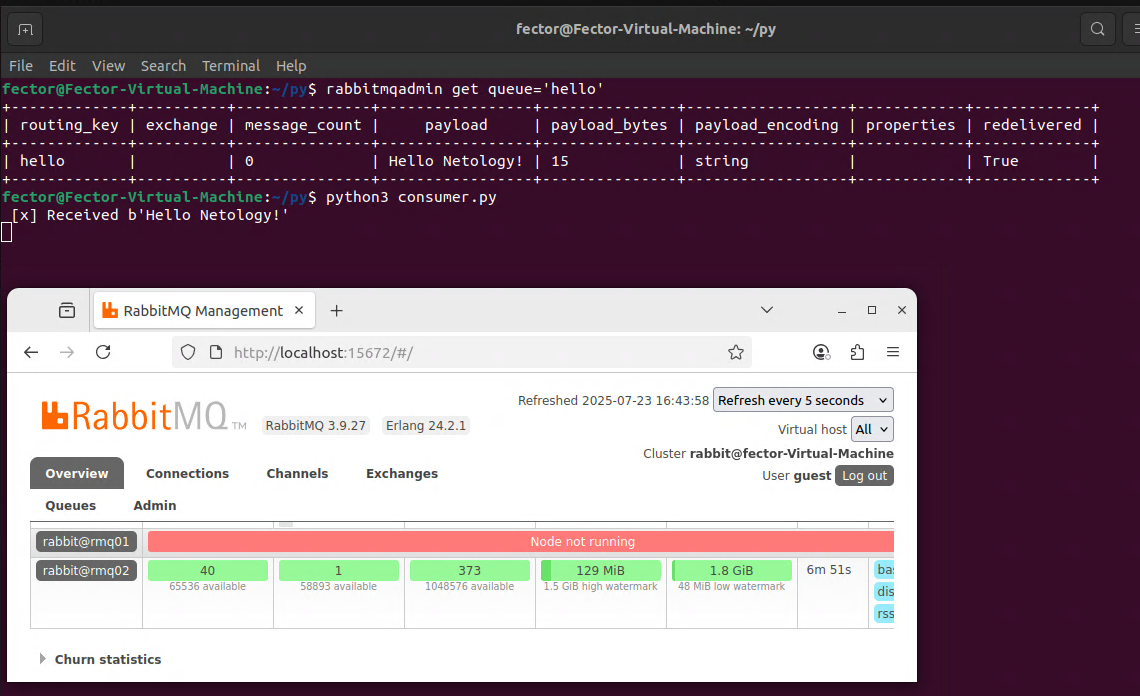 fector@Fector-Virtual-Machine: ~/py
File Edit View Search Terminal Help
fector@Fector-Virtual-Machine:~/py$ rabbitmqadmin get queue='hello'
+-------------+----------+---------------+-----------------+---------------+------------------+------------+-------------+
| routing_key | exchange | message_count |     payload     | payload_bytes | payload_encoding | properties | redelivered |
+-------------+----------+---------------+-----------------+---------------+------------------+------------+-------------+
| hello       |          | 0             | Hello Netology! | 15            | string           |            | True        |
+-------------+----------+---------------+-----------------+---------------+------------------+------------+-------------+
fector@Fector-Virtual-Machine:~/py$ python3 consumer.py
 [x] Received b'Hello Netology!'
RabbitMQ Management
http://localhost:15672/#/
Refreshed 2025-07-23 16:43:58 Refresh every 5 seconds
RabbitMQ TM RabbitMQ 3.9.27 Erlang 24.2.1
Virtual host All
Cluster rabbit@fector-Virtual-Machine
User guest Log out
Overview Connections Channels Exchanges
Queues Admin
rabbit@rmq01 Node not running
rabbit@rmq02 40 1 373 129 MiB 1.8 GiB 6m 51s bas
65536 available 58893 available 1048576 available 1.5 GiB high watermark 48 MiB low watermark
dis
rss
Churn statistics